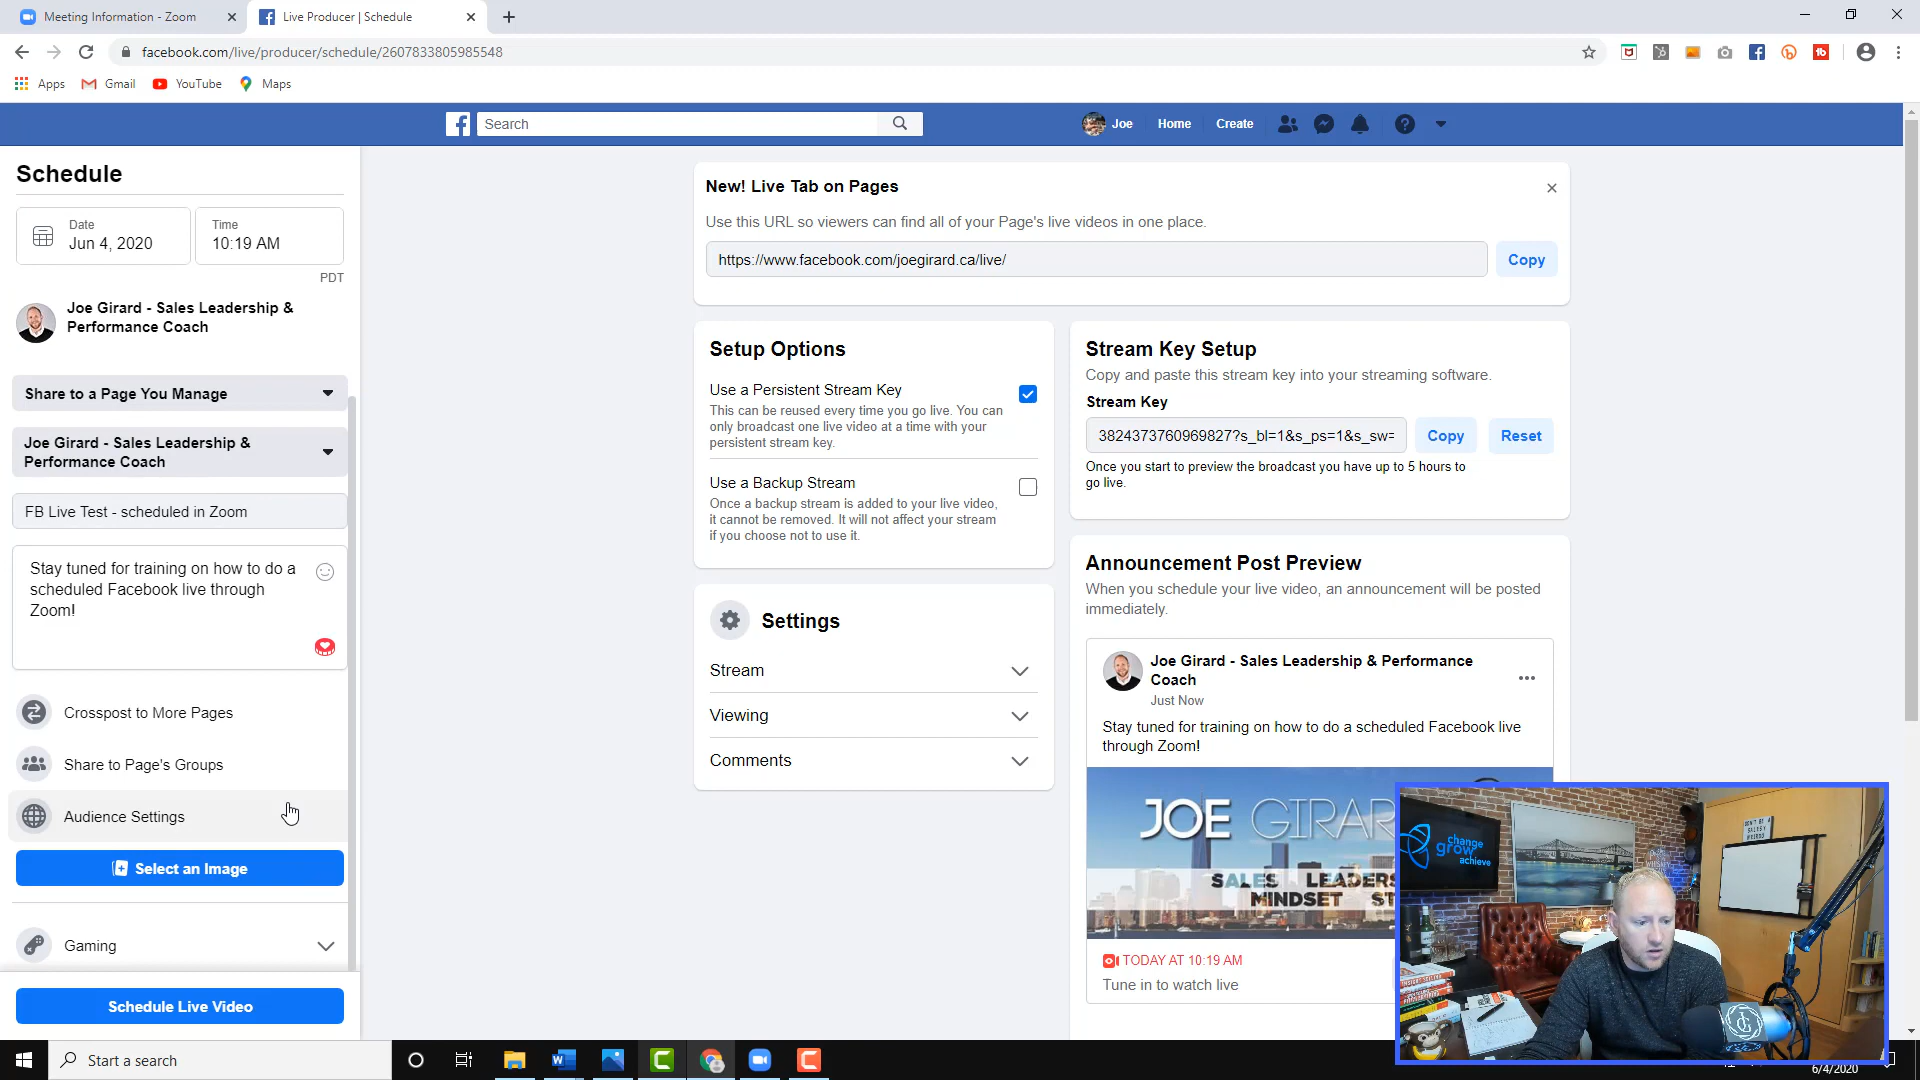 Meeting Information - Zoom
Live Producer | Schedule
facebook.com/live/producer/schedule/2607833805985548
Apps
Gmail
YouTube
Maps
Search
Joe
Home
Create
Schedule
Date
Jun 4, 2020
Time
10:19 AM
PDT
Joe Girard - Sales Leadership &
Performance Coach
Share to a Page You Manage
Joe Girard - Sales Leadership &
Performance Coach
FB Live Test - scheduled in Zoom
Stay tuned for training on how to do a
scheduled Facebook live through
Zoom!
Crosspost to More Pages
Share to Page's Groups
Audience Settings
Select an Image
Gaming
Schedule Live Video
New! Live Tab on Pages
Use this URL so viewers can find all of your Page's live videos in one place.
https://www.facebook.com/joegirard.ca/live/
Copy
Setup Options
Use a Persistent Stream Key
This can be reused every time you go live. You can
only broadcast one live video at a time with your
persistent stream key.
Use a Backup Stream
Once a backup stream is added to your live video,
it cannot be removed. It will not affect your stream
if you choose not to use it.
Settings
Stream
Viewing
Comments
Stream Key Setup
Copy and paste this stream key into your streaming software.
Stream Key
3824373760969827?s_bl=1&s_ps=1&s_sw=
Copy
Reset
Once you start to preview the broadcast you have up to 5 hours to
go live.
Announcement Post Preview
When you schedule your live video, an announcement will be posted
immediately.
Joe Girard - Sales Leadership & Performance
Coach
Just Now
Stay tuned for training on how to do a scheduled Facebook live
through Zoom!
JOE GIRAR
SALES LEADERS
MINDSET ST
TODAY AT 10:19 AM
Tune in to watch live
change
grow
achieve
DON'T BE A
SALESY
WEIRDO
Start a search
6/4/2020